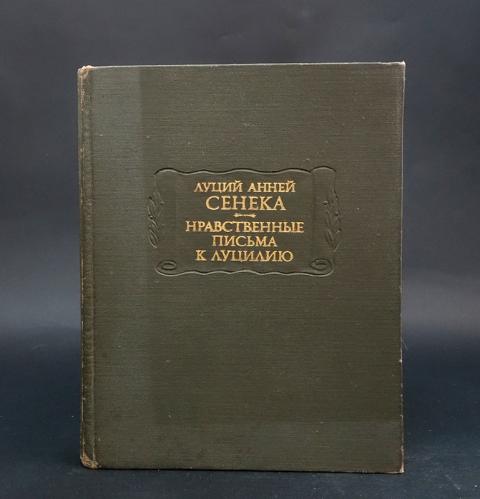 ЛУЦИЙ АННЕЙ
СЕНЕКА
НРАВСТВЕННЫЕ
ПИСЬМА
К ЛУЦИЛИЮ